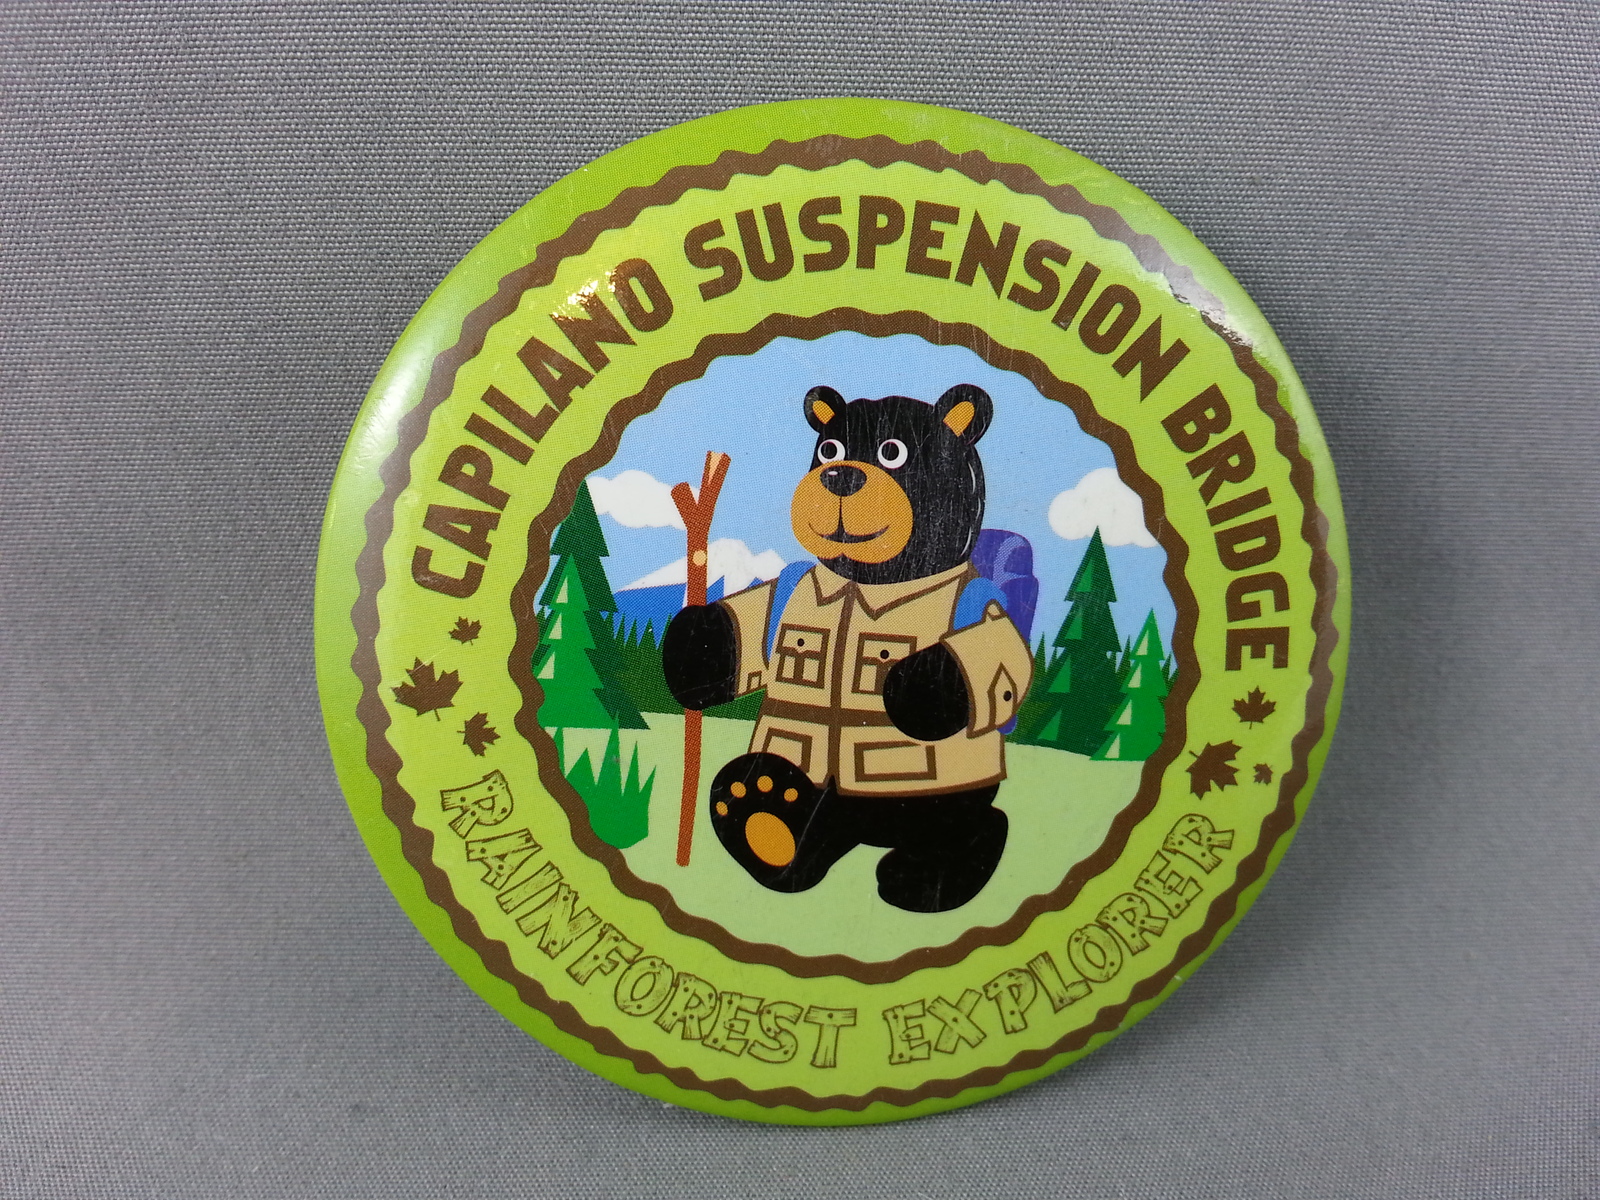 CAPILANO SUSPENSION BRIDGE
RAINFOREST EXPLORER